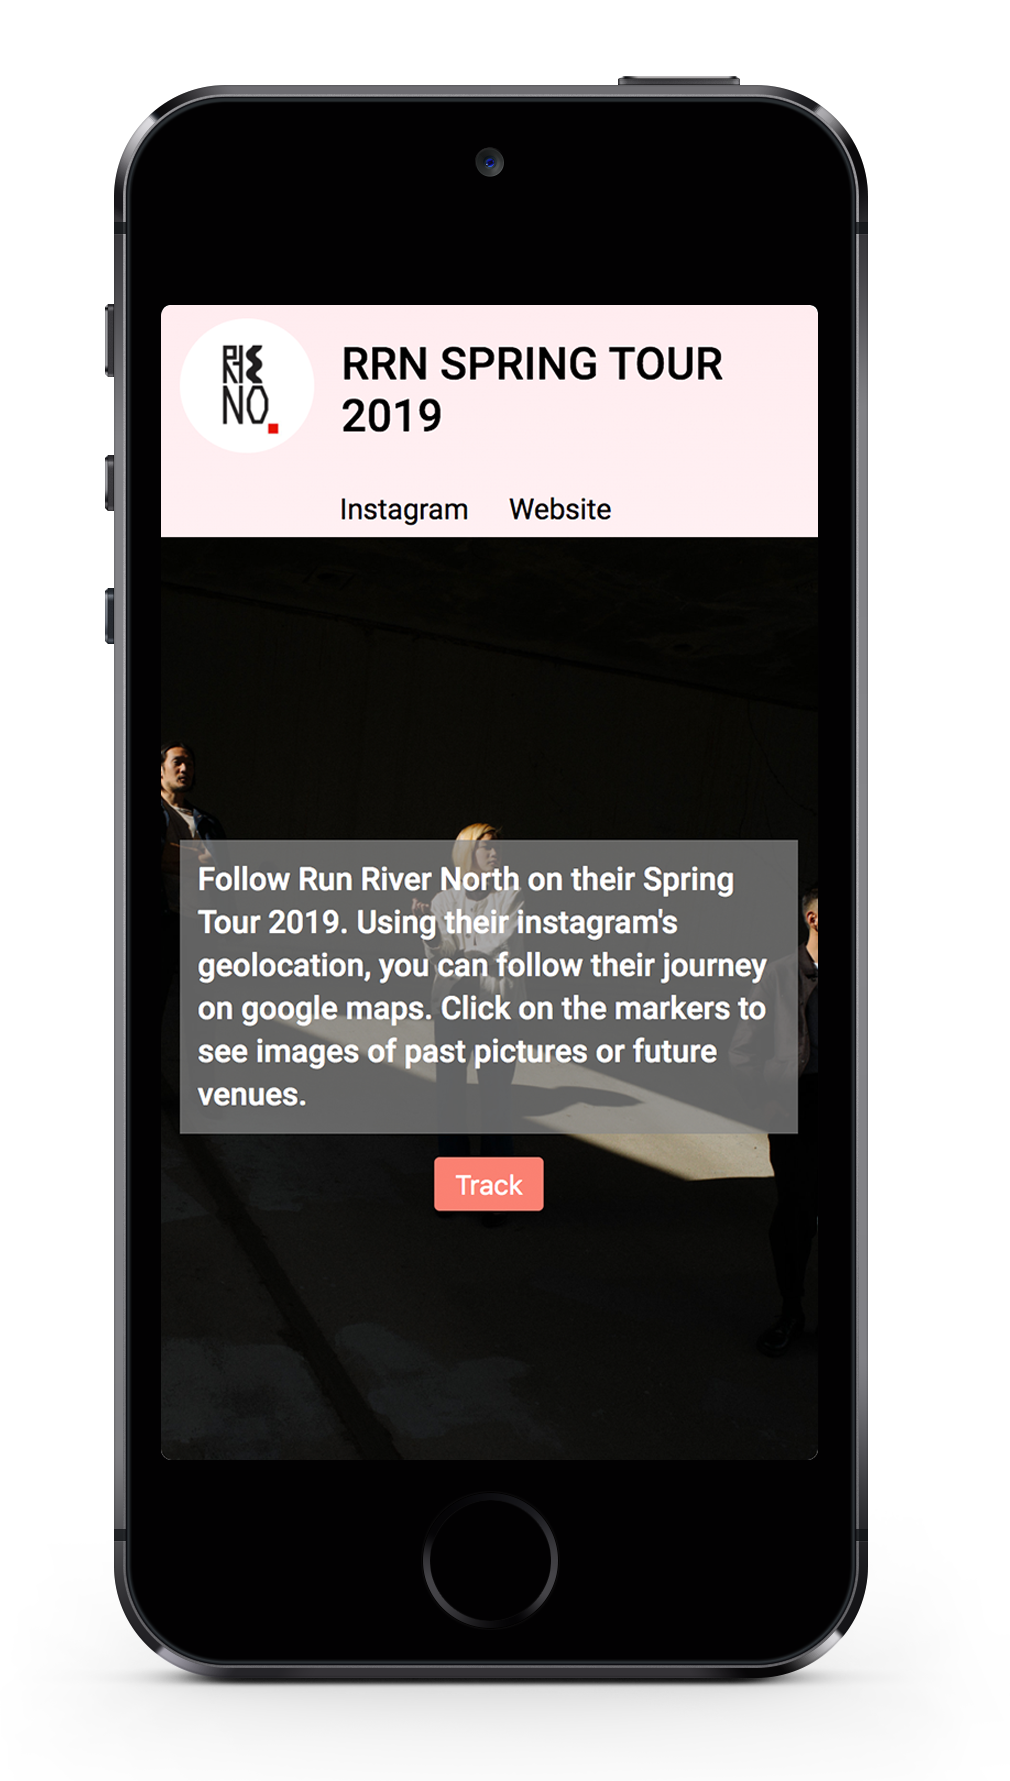 RRN SPRING TOUR
2019
Instagram Website
Follow Run River North on their Spring
Tour 2019. Using their instagram's
geolocation, you can follow their journey
on google maps. Click on the markers to
see images of past pictures or future
venues.
Track